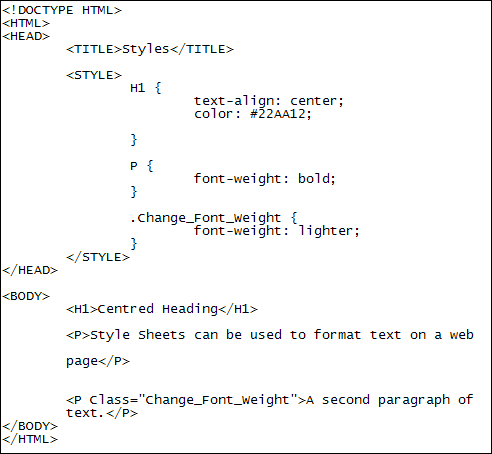 <!DOCTYPE HTML>
<HTML>
<HEAD>
<TITLE>Styles</TITLE>
<STYLE>
H1 {
text-align: center;
color: #22AA12;
}
P {
font-weight: bold;
}
.Change_Font_Weight {
font-weight: lighter;
}
</STYLE>
</HEAD>
<BODY>
<H1>Centred Heading</H1>
<P>Style Sheets can be used to format text on a web
page</P>
<P Class="Change_Font_Weight">A second paragraph of
text.</P>
</BODY>
</HTML>